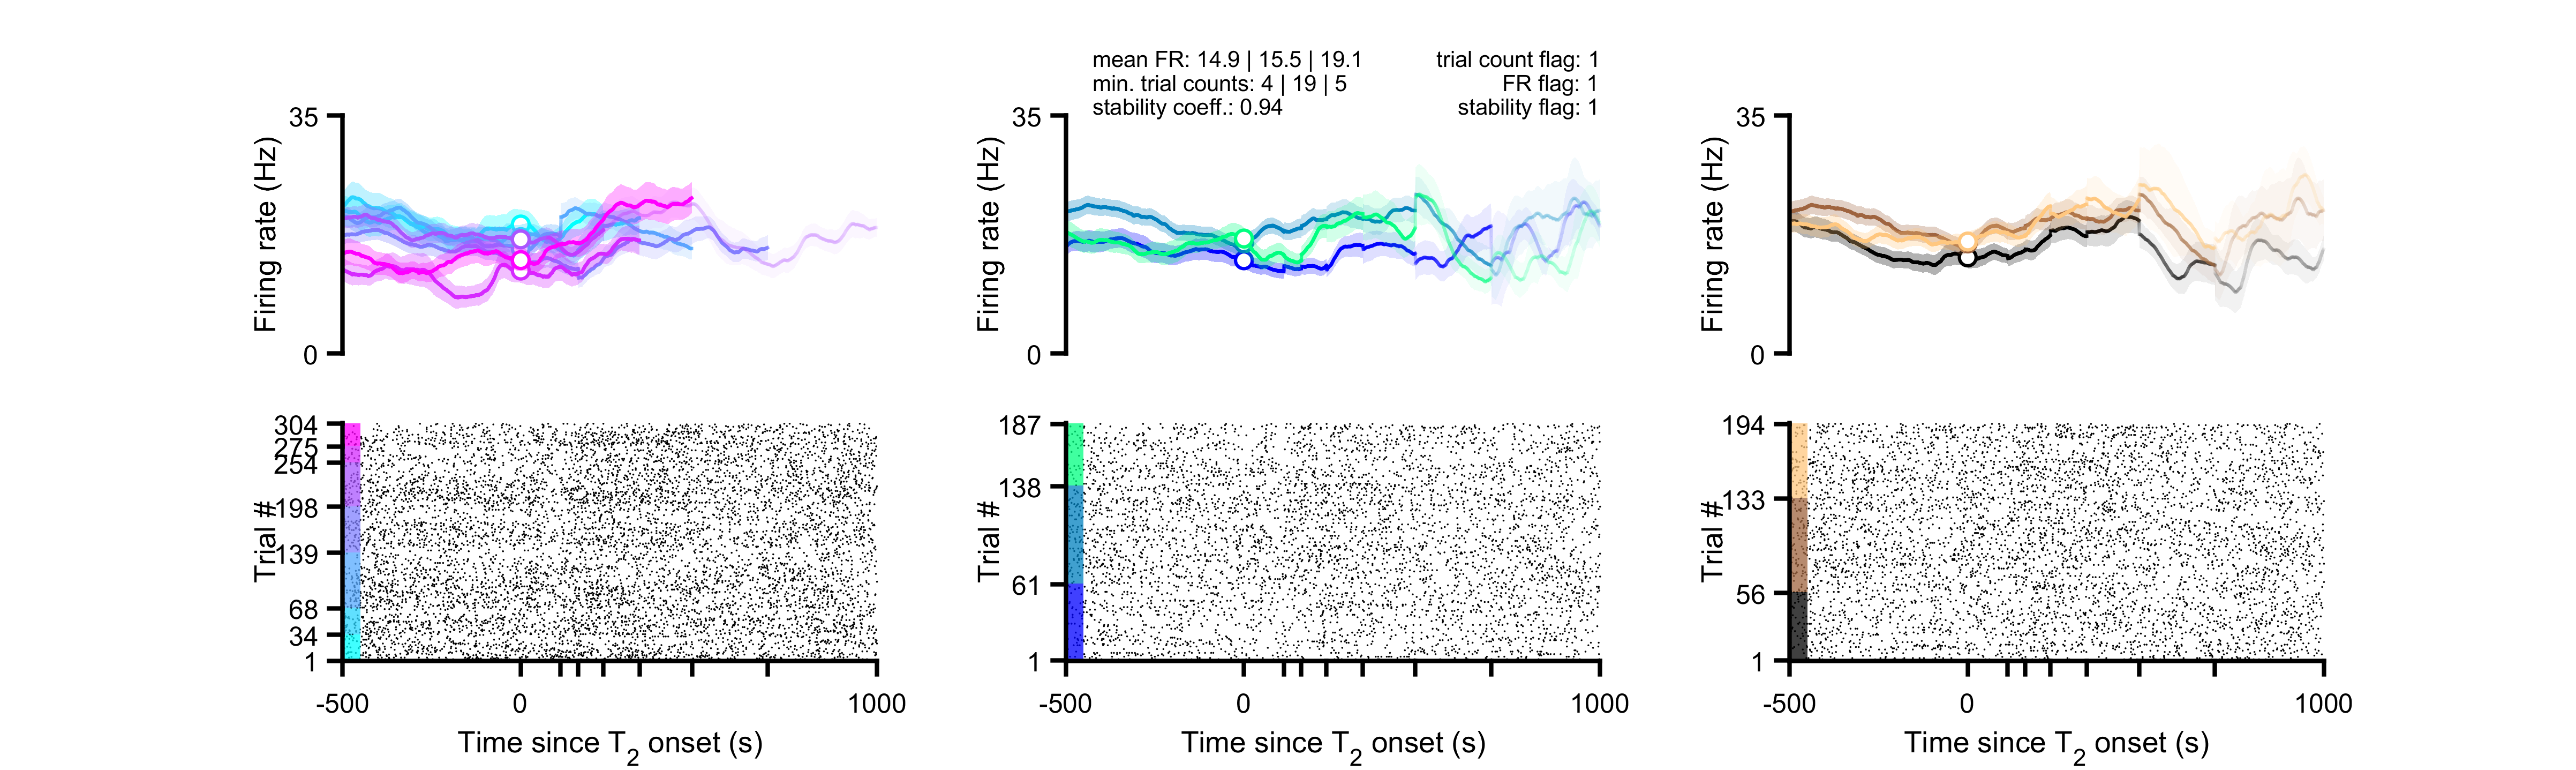 mean FR: 14.9 | 15.5 | 19.1
trial count flag: 1
min. trial counts: 4 | 19 | 5
FR flag: 1
stability coeff.: 0.94
stability flag: 1
35
Firing rate (Hz)
0
35
Firing rate (Hz)
0
35
Firing rate (Hz)
0
304
275
254
198
139
68
34
1
Trial #
-500
0
1000
Time since T2 onset (s)
187
138
61
1
Trial #
-500
0
1000
Time since T2 onset (s)
194
133
56
1
Trial #
-500
0
1000
Time since T2 onset (s)